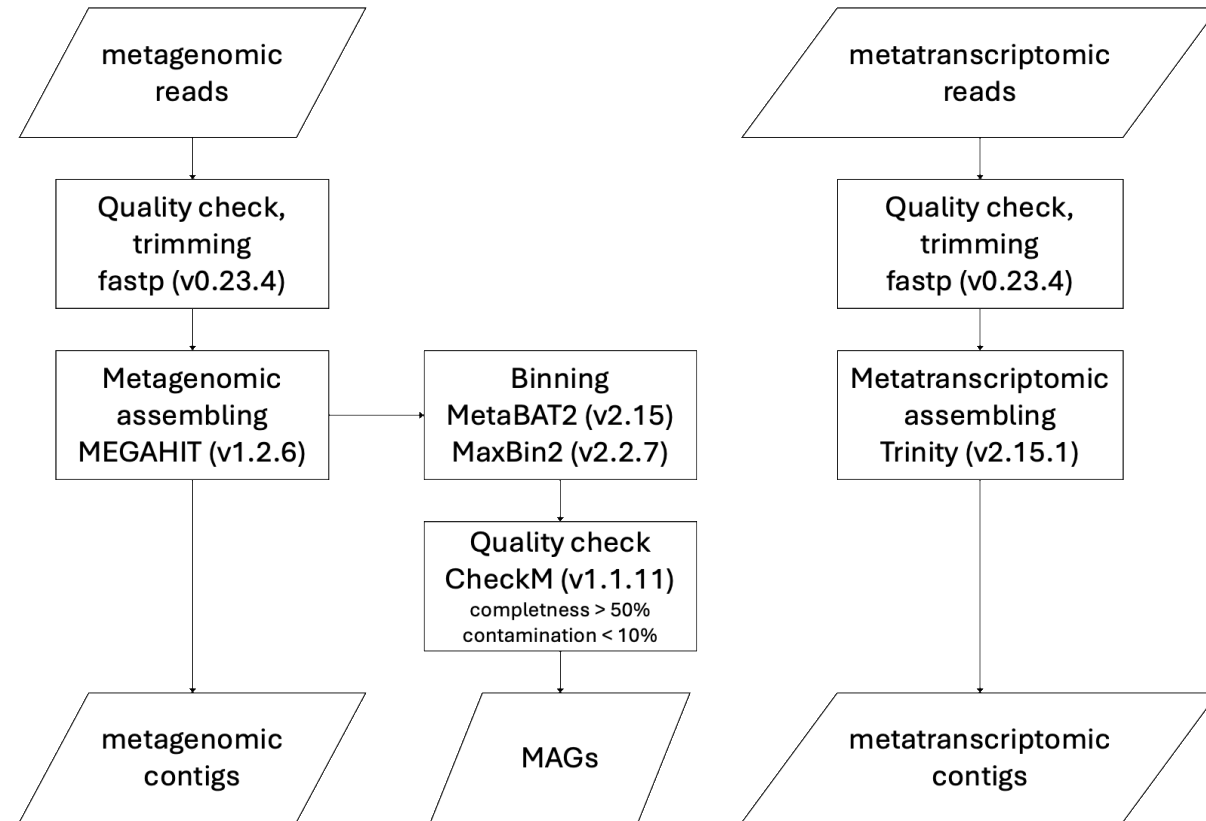 metagenomic
reads
metatranscriptomic
reads
Quality check,
trimming
fastp (v0.23.4)
Quality check,
trimming
fastp (v0.23.4)
Metagenomic
assembling
MEGAHIT (v1.2.6)
Binning
MetaBAT2 (v2.15)
MaxBin2 (v2.2.7)
Metatranscriptomic
assembling
Trinity (v2.15.1)
Quality check
CheckM (v1.1.11)
completness > 50%
contamination < 10%
metagenomic
contigs
MAGs
metatranscriptomic
contigs